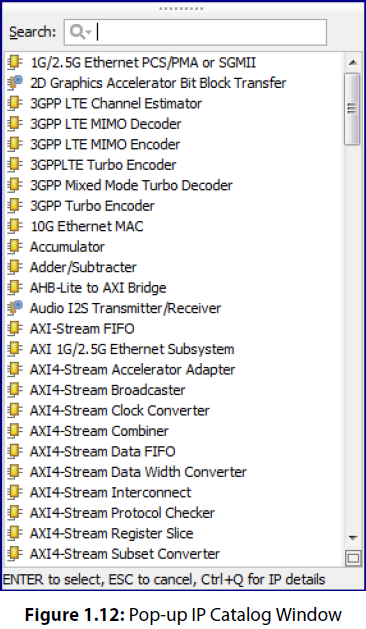 Search:
1G/2.5G Ethernet PCS/PMA or SGMII
2D Graphics Accelerator Bit Block Transfer
3GPP LTE Channel Estimator
3GPP LTE MIMO Decoder
3GPP LTE MIMO Encoder
3GPPLTE Turbo Encoder
3GPP Mixed Mode Turbo Decoder
3GPP Turbo Encoder
10G Ethernet MAC
Accumulator
Adder/Subtracter
AHB-Lite to AXI Bridge
Audio I2S Transmitter/Receiver
AXI-Stream FIFO
AXI 1G/2.5G Ethernet Subsystem
AXI4-Stream Accelerator Adapter
AXI4-Stream Broadcaster
AXI4-Stream Clock Converter
AXI4-Stream Combiner
AXI4-Stream Data FIFO
AXI4-Stream Data Width Converter
AXI4-Stream Interconnect
AXI4-Stream Protocol Checker
AXI4-Stream Register Slice
AXI4-Stream Subset Converter
ENTER to select, ESC to cancel, Ctrl+Q for IP details
Figure 1.12: Pop-up IP Catalog Window